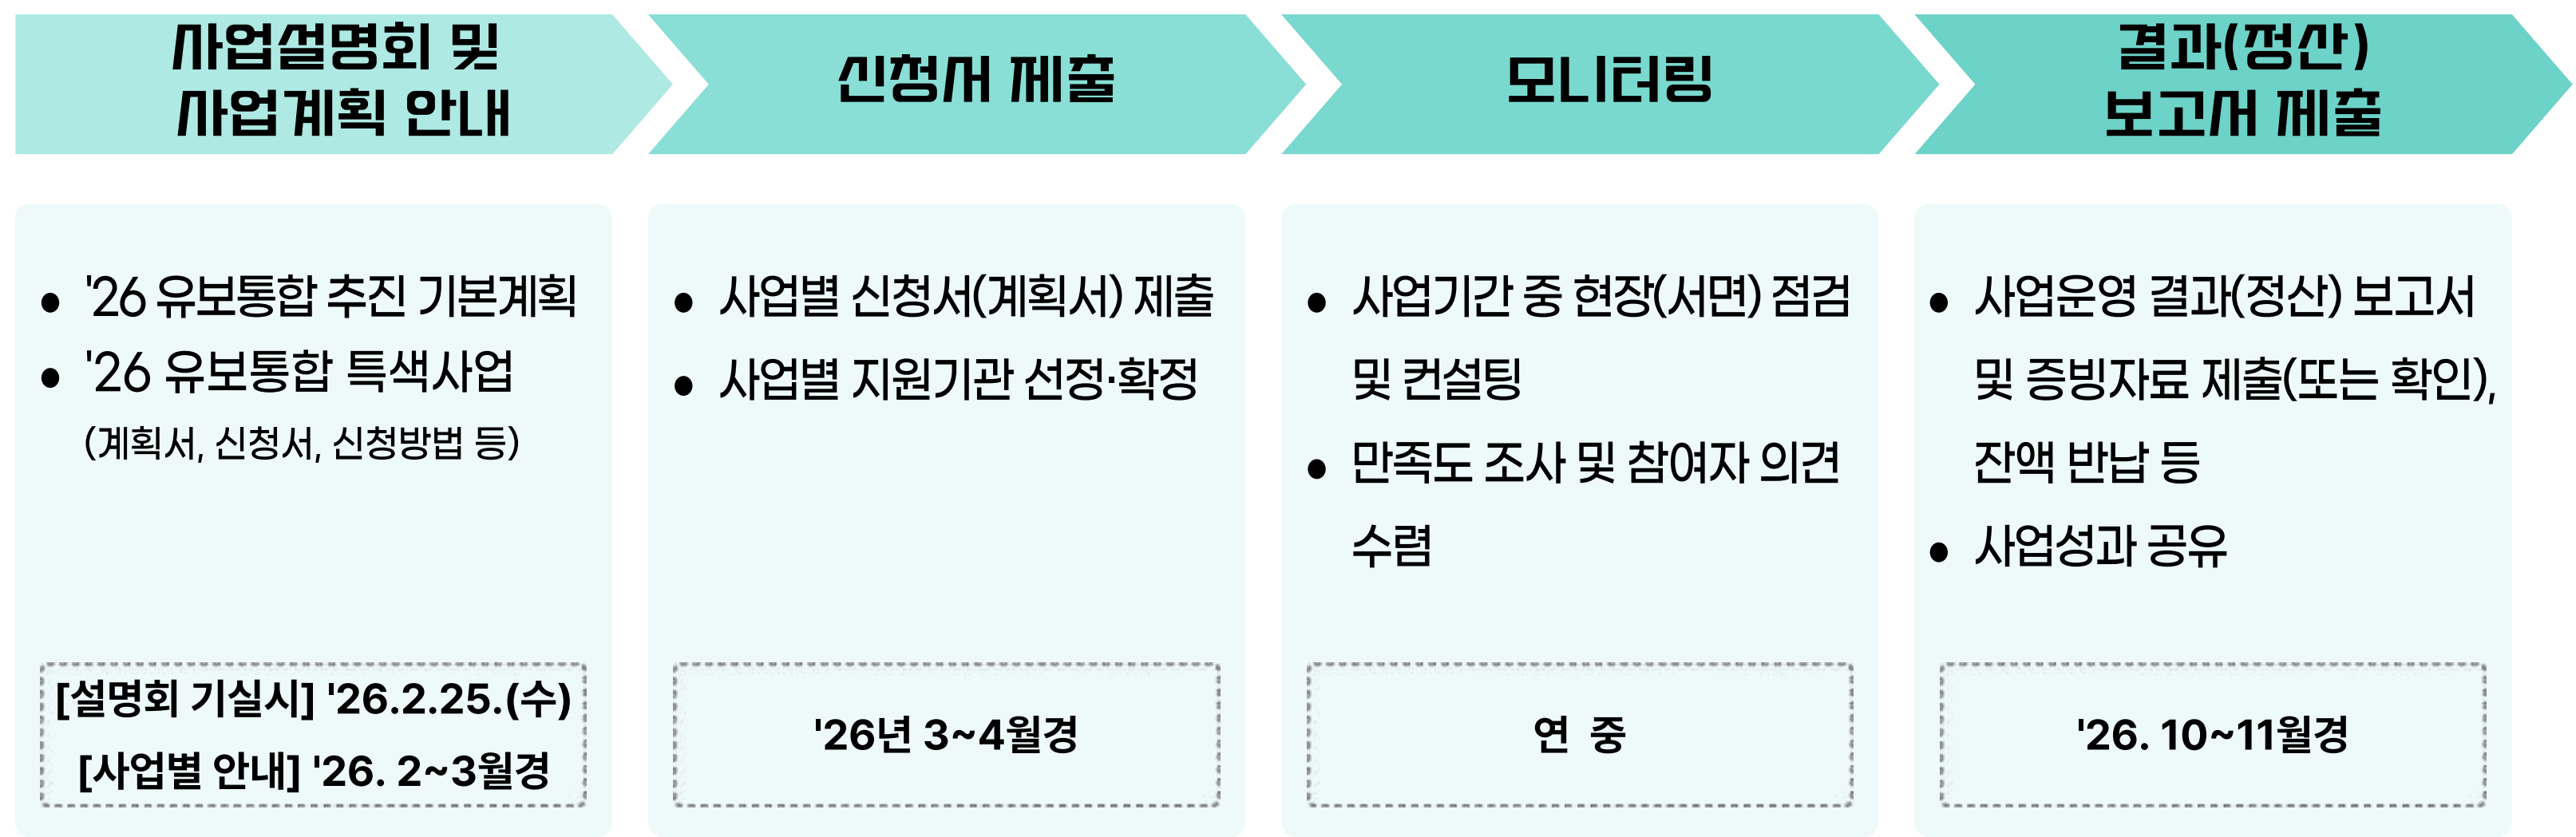 사업설명회 및
사업계획 안내
신청서 제출
모니터링
결과(정산)
보고서 제출
• '26 유보통합 추진 기본계획
• '26 유보통합 특색사업
(계획서, 신청서, 신청방법 등)
[설명회 기실시] '26.2.25.(수)
[사업별 안내] '26. 2~3월경
• 사업별 신청서(계획서) 제출
• 사업별 지원기관 선정·확정
'26년 3~4월경
• 사업기간 중 현장(서면) 점검
및 컨설팅
• 만족도 조사 및 참여자 의견
수렴
연 중
• 사업운영 결과(정산) 보고서
및 증빙자료 제출(또는 확인),
잔액 반납 등
• 사업성과 공유
'26. 10~11월경